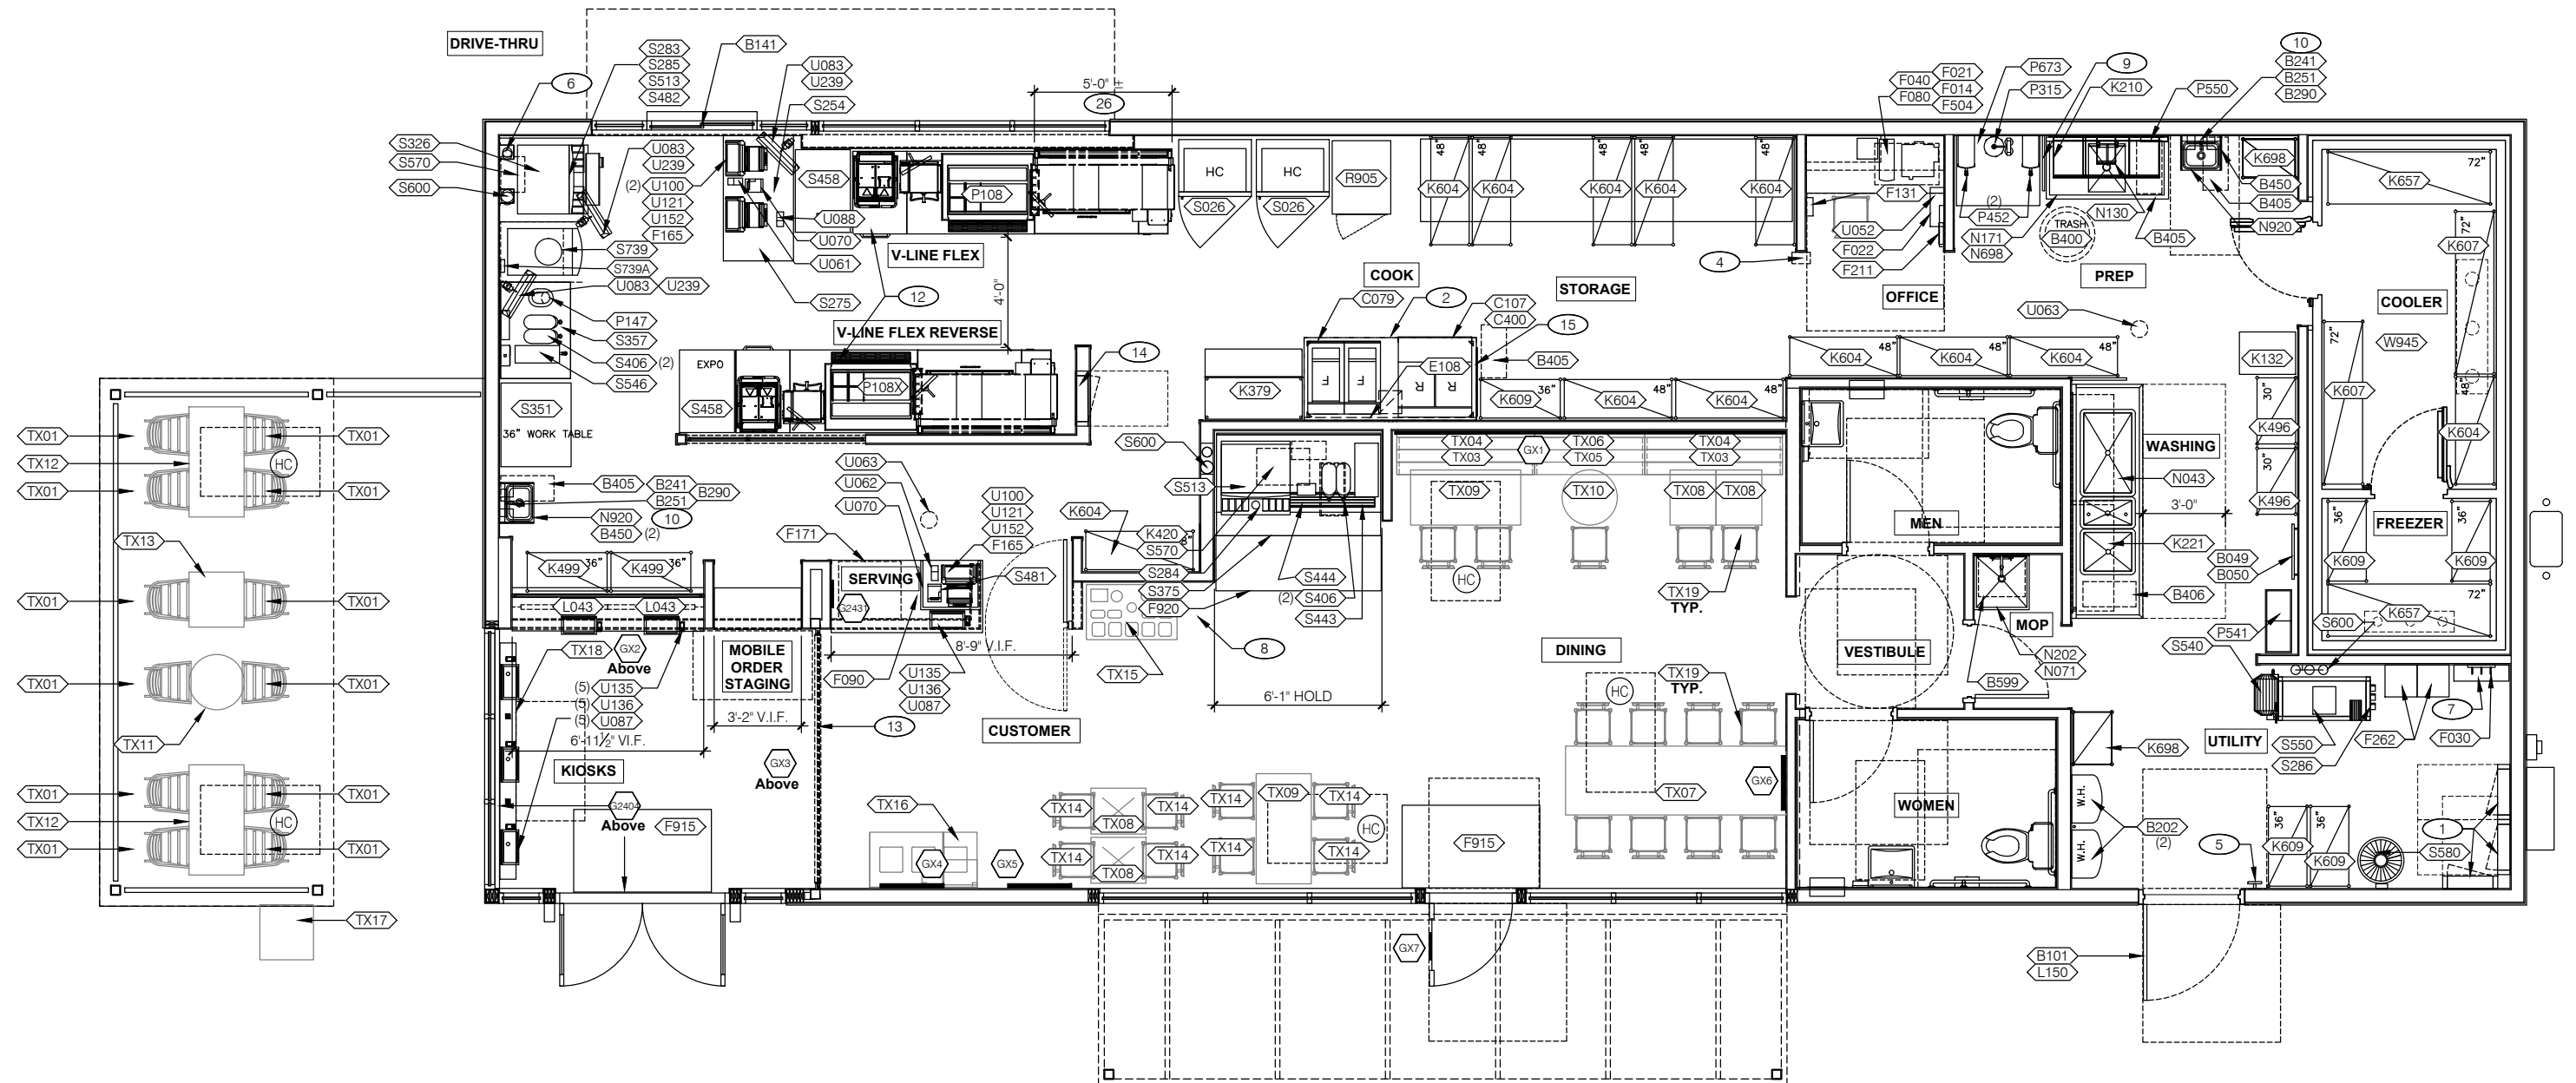 DRIVE-THRU
S283
S285
S513
S482
B141
U083
U239
S254
6
5'-0" ±
26
F040
F080
F021
F014
F504
P673
P315
9
K210
P550
10
B241
B251
B290
S326
S570
S600
U083
U239
(2) U100
U121
U152
F165
S458
P108
U088
U070
U061
S275
V-LINE FLEX
12
4'-0"
V-LINE FLEX REVERSE
S739
S739A
U083
U239
P147
S357
S406 (2)
S546
HC
HC
S026
S026
R905
48"
48"
48"
48"
48"
K604
K604
K604
K604
K604
F131
U052
F022
F211
4
OFFICE
(2)
P452
N171
N698
N130
TRASH
B400
B405
K698
B450
B405
N920
PREP
U063
72"
K657
72"
K607
COOLER
W945
72"
K607
48"
K604
COOK
STORAGE
C079
2
C107
C400
15
B405
E108
F
F
R
R
K379
36"
K609
48"
K604
48"
K604
K604
48"
K604
48"
K604
48"
K132
30"
K496
30"
K496
EXPO
S458
P108X
14
S351
36" WORK TABLE
B405
B241
B251
B290
N920
10
B450 (2)
K499
36"
K499
36"
L043
L043
U063
U062
U070
U100
U121
U152
F165
F171
SERVING
G2431
S481
F090
8'-9" V.I.F.
U135
U136
U087
S600
S513
K604
K420
S570
S284
S375
F920
S444
(2) S406
S443
TX15
8
6'-1" HOLD
TX04
TX03
GX1
TX06
TX05
TX04
TX03
TX09
TX10
TX08
TX08
HC
TX19
TYP.
DINING
TX19
TYP.
HC
TX07
GX6
MEN
VESTIBULE
WOMEN
WASHING
N043
3'-0"
K221
B406
MOP
N202
N071
B599
B049
B050
P541
S540
S600
36"
K609
FREEZER
36"
K609
72"
K657
7
F030
F262
S550
S286
UTILITY
K698
W.H.
W.H.
B202
(2)
5
36"
K609
36"
K609
S580
1
B101
L150
TX01
TX01
TX12
HC
TX01
TX01
TX13
TX01
TX01
TX01
TX01
TX11
TX01
TX01
TX12
HC
TX01
TX01
TX17
TX18
GX2
Above
(5) U135
(5) U136
(5) U087
6'-11½" VI.F.
KIOSKS
G2404
Above
F915
MOBILE
ORDER
STAGING
3'-2" V.I.F.
GX3
Above
13
CUSTOMER
TX16
GX4
GX5
TX14
TX14
TX08
TX14
TX14
TX08
TX14
TX09
TX14
HC
TX14
TX14
F915
GX7